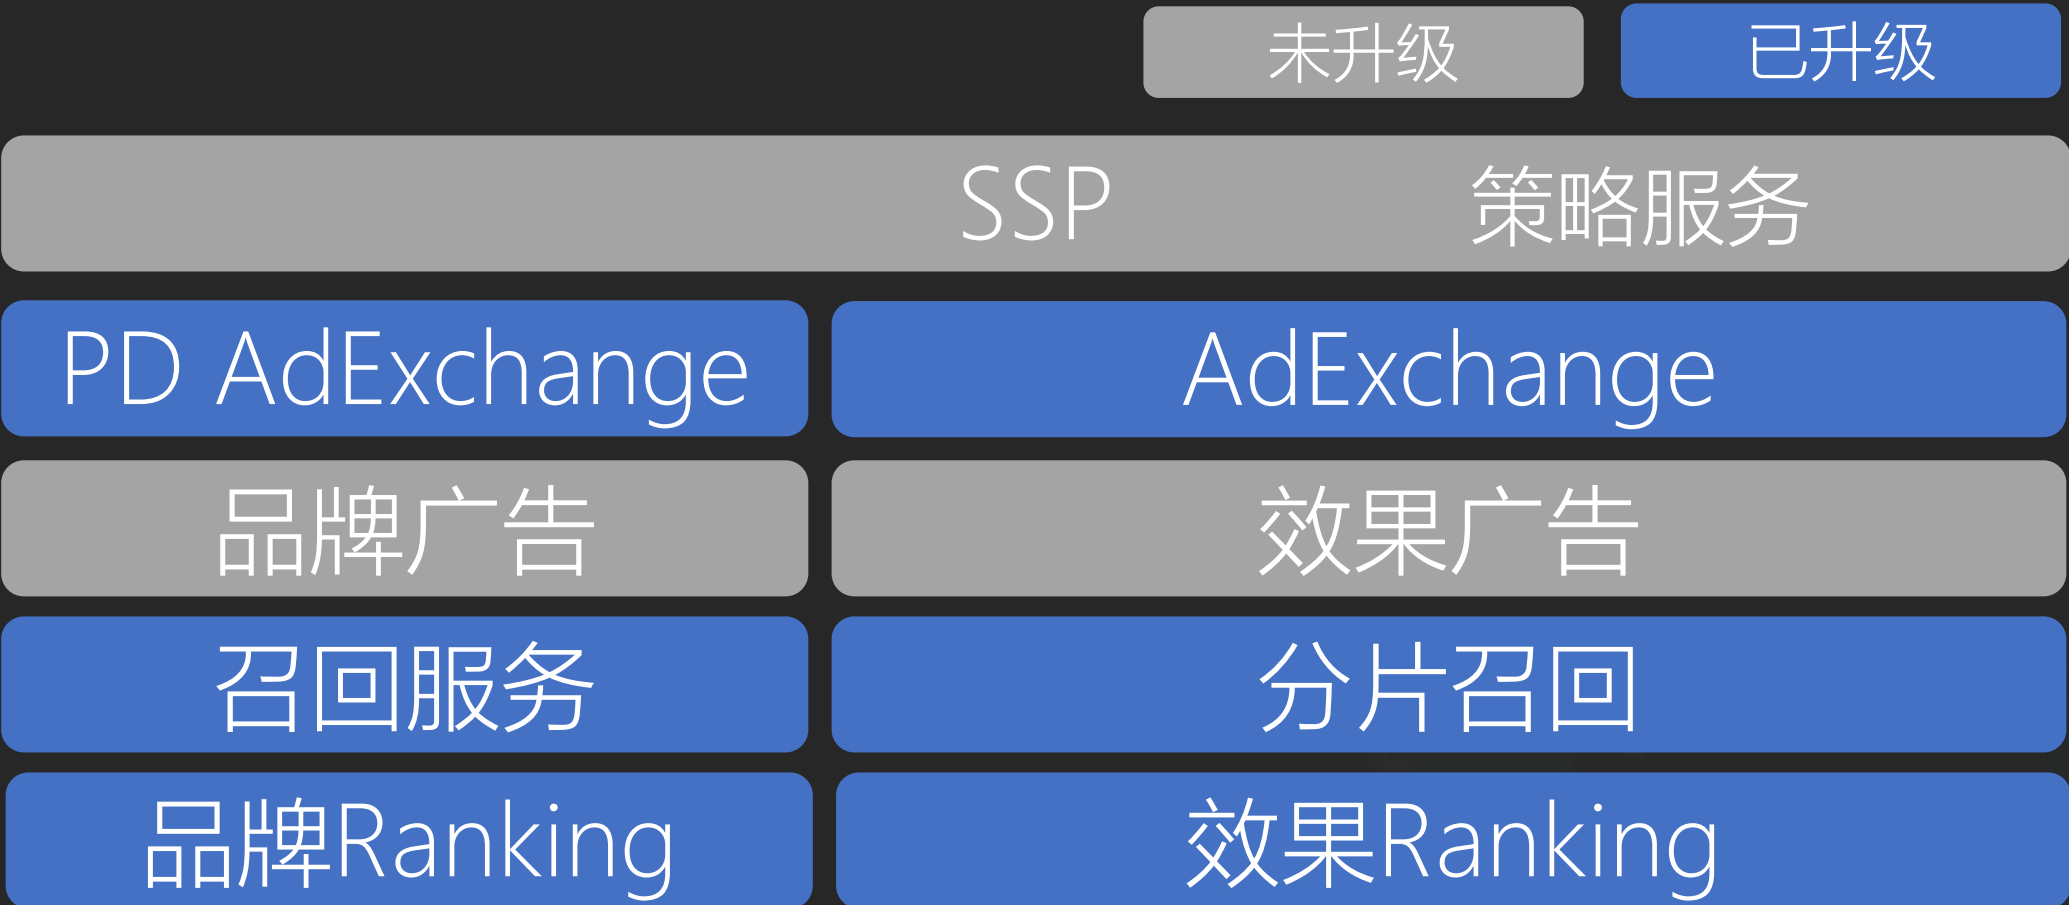 未升级 已升级
SSP 策略服务
PD AdExchange AdExchange
品牌广告 效果广告
召回服务 分片召回
品牌Ranking 效果Ranking